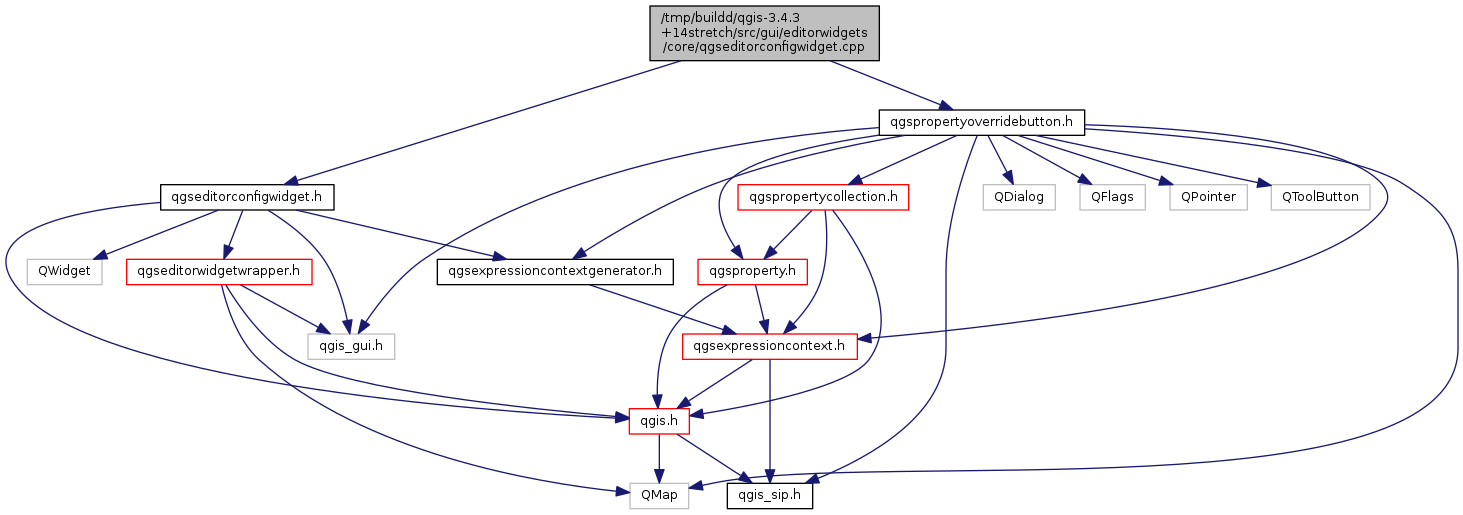 /tmp/buildd/qgis-3.4.3
+14stretch/src/gui/editorwidgets
/core/qgseditorconfigwidget.cpp
qgspropertyoverridebutton.h
qgseditorconfigwidget.h
qgspropertycollection.h
QDialog
QFlags
QPointer
QToolButton
QWidget
qgseditorwidgetwrapper.h
qgsexpressioncontextgenerator.h
qgsproperty.h
qgis_gui.h
qgsexpressioncontext.h
qgis.h
QMap
qgis_sip.h